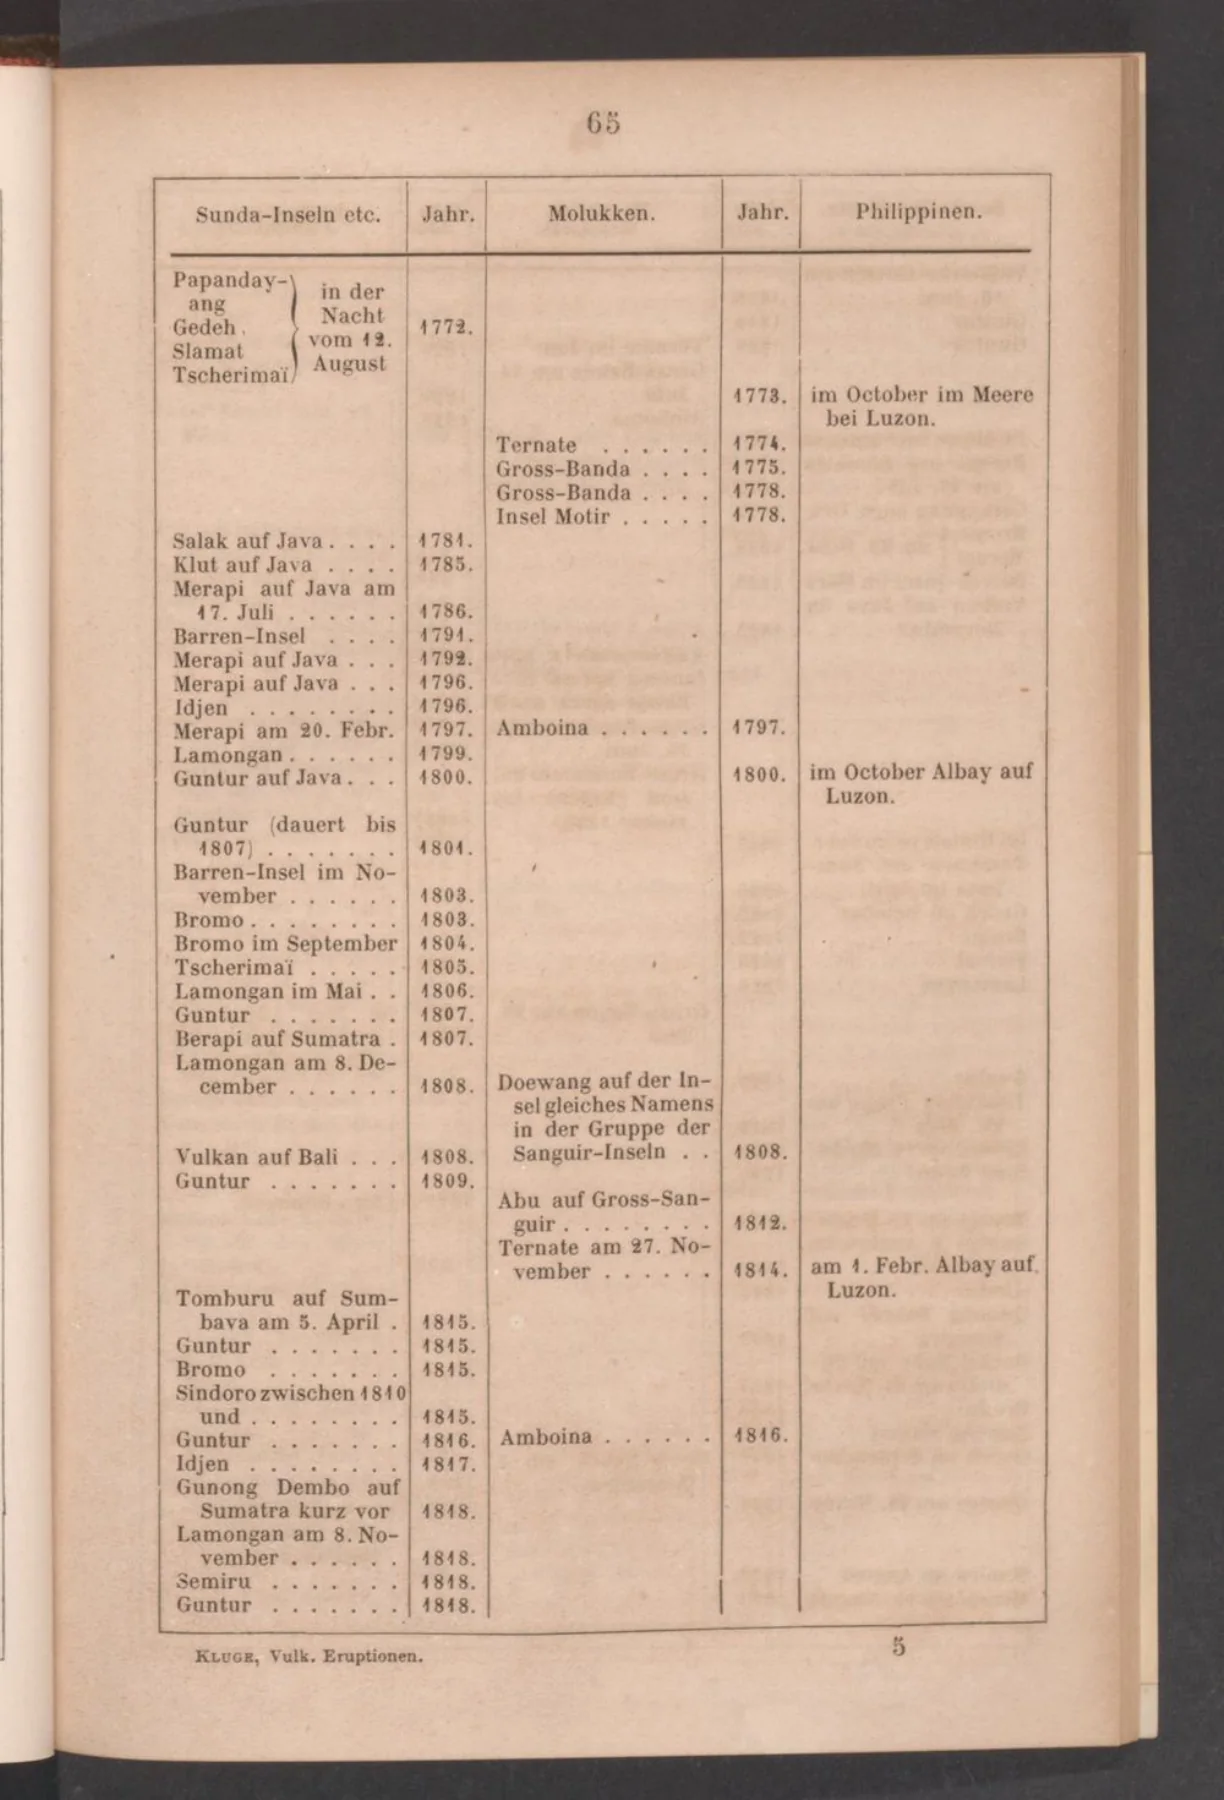 65
Sunda-Inseln etc. Jahr. Molukken. Jahr. Philippinen.
Papanday-
ang
Gedeh
Slamat
Tscherimaï
in der
Nacht
vom 12.
August
1772.
1773. im October im Meere
bei Luzon.
Ternate . . . . . . 1774.
Gross-Banda . . . . 1775.
Gross-Banda . . . . 1778.
Insel Motir . . . . . 1778.
Salak auf Java . . . . 1781.
Klut auf Java . . . . 1785.
Merapi auf Java am
17. Juli . . . . . . 1786.
Barren-Insel . . . . 1791.
Merapi auf Java . . . 1792.
Merapi auf Java . . . 1796.
Idjen . . . . . . . . 1796.
Merapi am 20. Febr. 1797. Amboina . . . . . . 1797.
Lamongan . . . . . . 1799.
Guntur auf Java . . . 1800. 1800. im October Albay auf
Luzon.
Guntur (dauert bis
1807) . . . . . . . 1801.
Barren-Insel im No-
vember . . . . . . 1803.
Bromo . . . . . . . . 1803.
Bromo im September 1804.
Tscherimaï . . . . . 1805.
Lamongan im Mai . . 1806.
Guntur . . . . . . . 1807.
Berapi auf Sumatra . 1807.
Lamongan am 8. De-
cember . . . . . . 1808. Doewang auf der In-
sel gleiches Namens
in der Gruppe der
Vulkan auf Bali . . . 1808. Sanguir-Inseln . . 1808.
Guntur . . . . . . . 1809.
Abu auf Gross-San-
guir . . . . . . . . 1812.
Ternate am 27. No-
vember . . . . . . 1814. am 1. Febr. Albay auf
Luzon.
Tomburu auf Sum-
bava am 5. April . 1815.
Guntur . . . . . . . 1815.
Bromo . . . . . . . 1815.
Sindoro zwischen 1810
und . . . . . . . . 1815.
Guntur . . . . . . . 1816. Amboina . . . . . . 1816.
Idjen . . . . . . . . 1817.
Gunong Dembo auf
Sumatra kurz vor 1818.
Lamongan am 8. No-
vember . . . . . . 1818.
Semiru . . . . . . . 1818.
Guntur . . . . . . . 1818.
KLUGE, Vulk. Eruptionen. 5